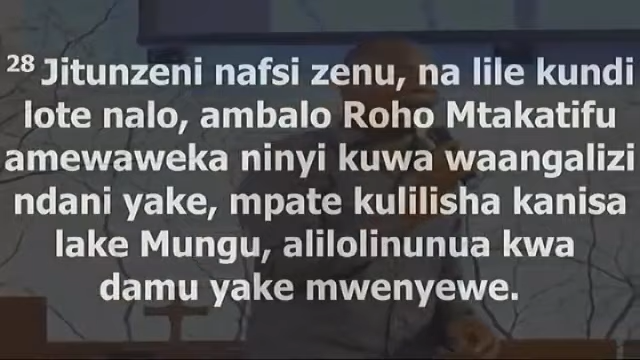 28 Jitunzeni nafsi zenu, na lile kundi
lote nalo, ambalo Roho Mtakatifu
amewaweka ninyi kuwa waangalizi
ndani yake, mpate kulilisha kanisa
lake Mungu, alilolinunua kwa
damu yake mwenyewe.